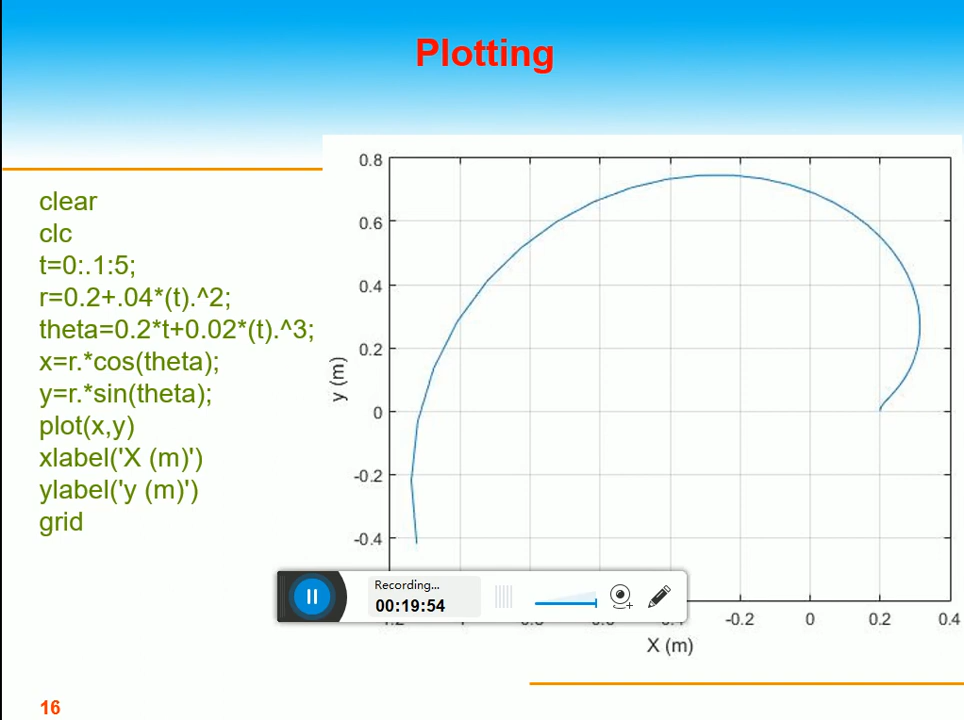 Plotting
clear
clc
t=0:.1:5;
r=0.2+.04*(t).^2;
theta=0.2*t+0.02*(t).^3;
x=r.*cos(theta);
y=r.*sin(theta);
plot(x,y)
xlabel('X (m)')
ylabel('y (m)')
grid
0.8
0.6
0.4
0.2
0
-0.2
-0.4
y (m)
-0.2 0 0.2 0.4
X (m)
Recording...
00:19:54
16